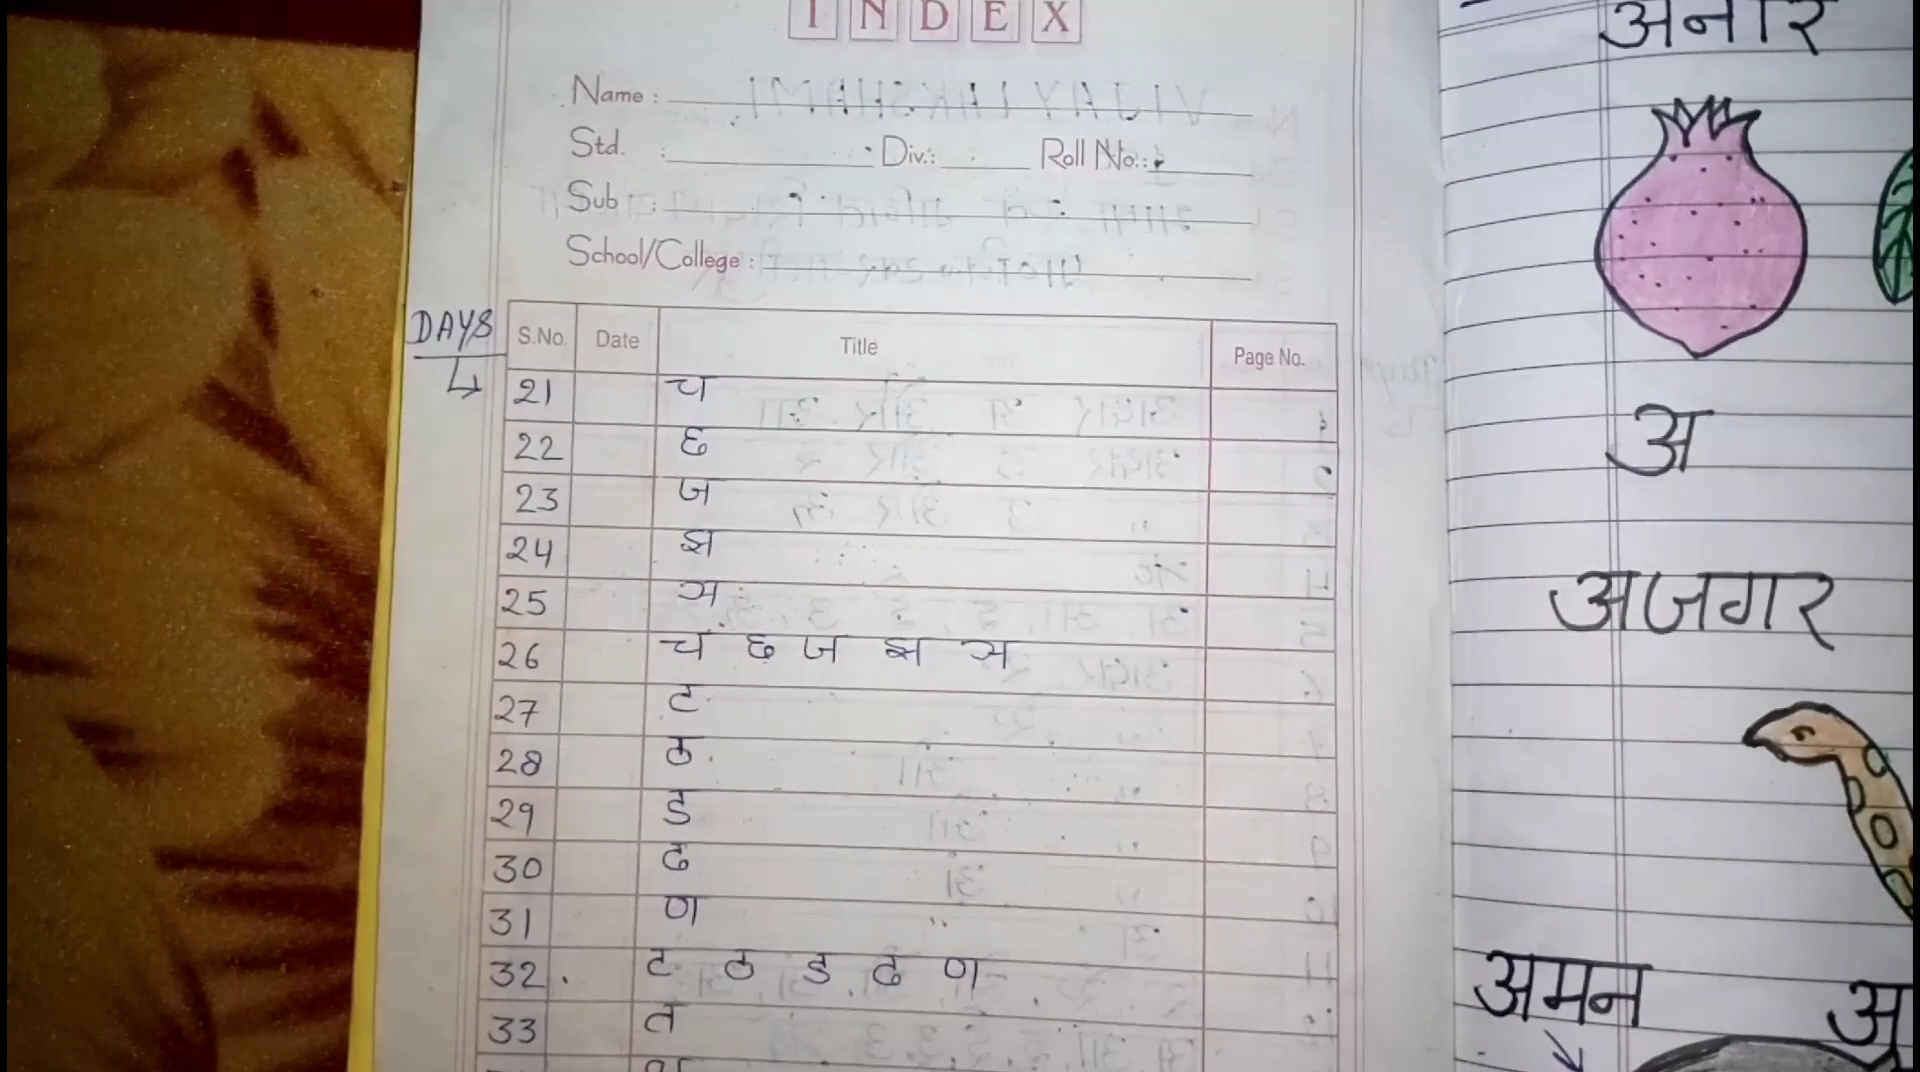 INDEX
Name :
Std. : Div.: Roll No.:
Sub :
School/College :
DAYS
4
S.No. Date Title Page No.
21 च
22 छ
23 ज
24 झ
25 ञ
26 च छ ज झ ञ
27 ट
28 ठ
29 ड
30 ढ
31 ण
32. ट ठ ड ढ ण
33 त
अनार
अ
अजगर
अमन